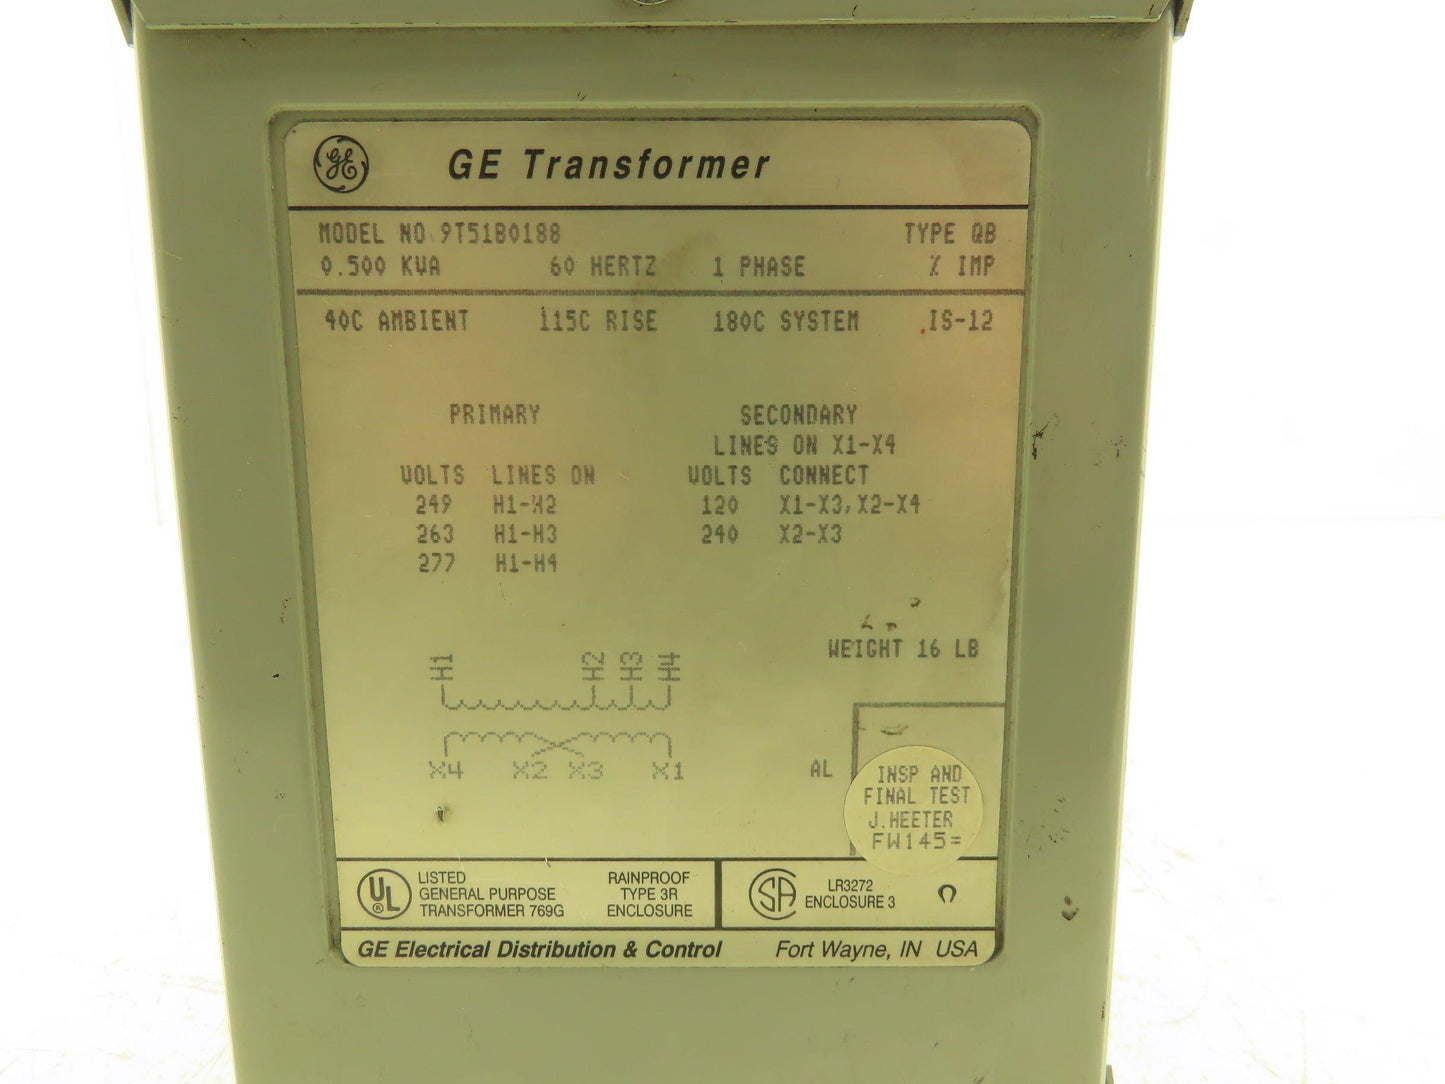 GE
GE Transformer
MODEL NO 9T51B0188 TYPE QB
0.500 KVA 60 HERTZ 1 PHASE % IMP
40C AMBIENT 115C RISE 180C SYSTEM IS-12
PRIMARY SECONDARY
LINES ON X1-X4
VOLTS LINES ON VOLTS CONNECT
249 H1-H2 120 X1-X3,X2-X4
263 H1-H3 240 X2-X3
277 H1-H4
WEIGHT 16 LB
H1 H2 H3 H4
X4 X2 X3 X1
AL
INSP AND
FINAL TEST
J.HEETER
FW145=
UL
®
LISTED
GENERAL PURPOSE
TRANSFORMER 769G
RAINPROOF
TYPE 3R
ENCLOSURE
SA
LR3272
ENCLOSURE 3
GE Electrical Distribution & Control Fort Wayne, IN USA